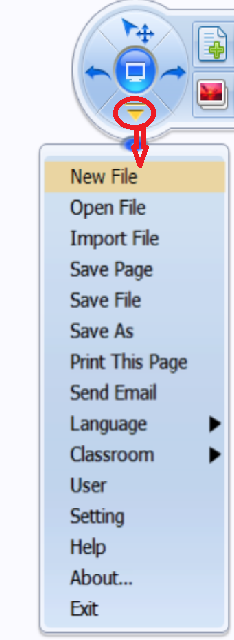 New File
Open File
Import File
Save Page
Save File
Save As
Print This Page
Send Email
Language
Classroom
User
Setting
Help
About...
Exit